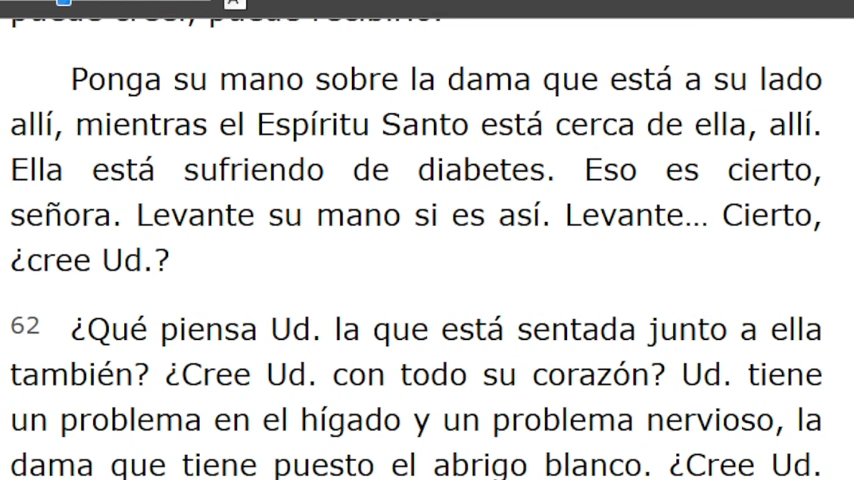 puede creer, puede recibirlo.
Ponga su mano sobre la dama que está a su lado
allí, mientras el Espíritu Santo está cerca de ella, allí.
Ella está sufriendo de diabetes. Eso es cierto,
señora. Levante su mano si es así. Levante… Cierto,
¿cree Ud.?
62 ¿Qué piensa Ud. la que está sentada junto a ella
también? ¿Cree Ud. con todo su corazón? Ud. tiene
un problema en el hígado y un problema nervioso, la
dama que tiene puesto el abrigo blanco. ¿Cree Ud.